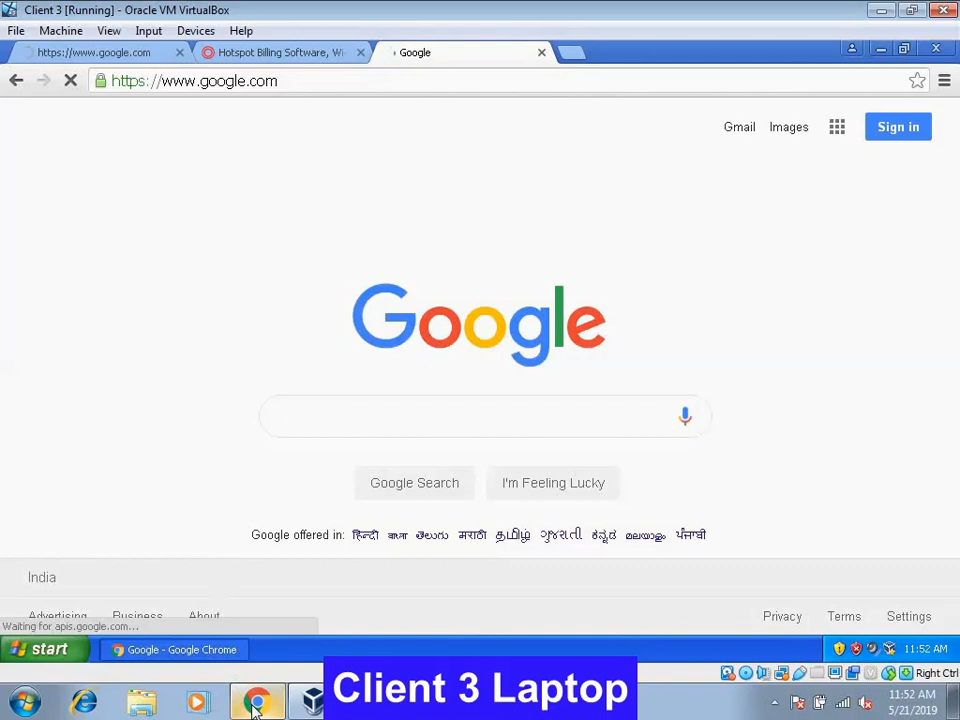 Client 3 [Running] - Oracle VM VirtualBox
File Machine View Input Devices Help
https://www.google.com
Hotspot Billing Software, Wi
Google
https://www.google.com
Gmail Images Sign in
Google
Google Search I'm Feeling Lucky
Google offered in: हिन्दी বাংলা తెలుగు मराठी தமிழ் ગુજરાતી ಕನ್ನಡ മലയാളം ਪੰਜਾਬੀ
India
Advertising Business About Privacy Terms Settings
Waiting for apis.google.com...
start Google - Google Chrome 11:52 AM
Right Ctrl
Client 3 Laptop
11:52 AM
5/21/2019